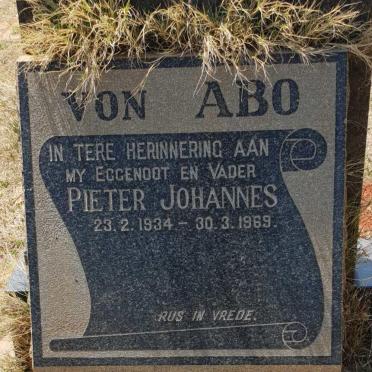 VON ABO
IN TERE HERINNERING AAN
MY EGGENOOT EN VADER
PIETER JOHANNES
23.2.1934 – 30.3.1969.
RUS IN VREDE.